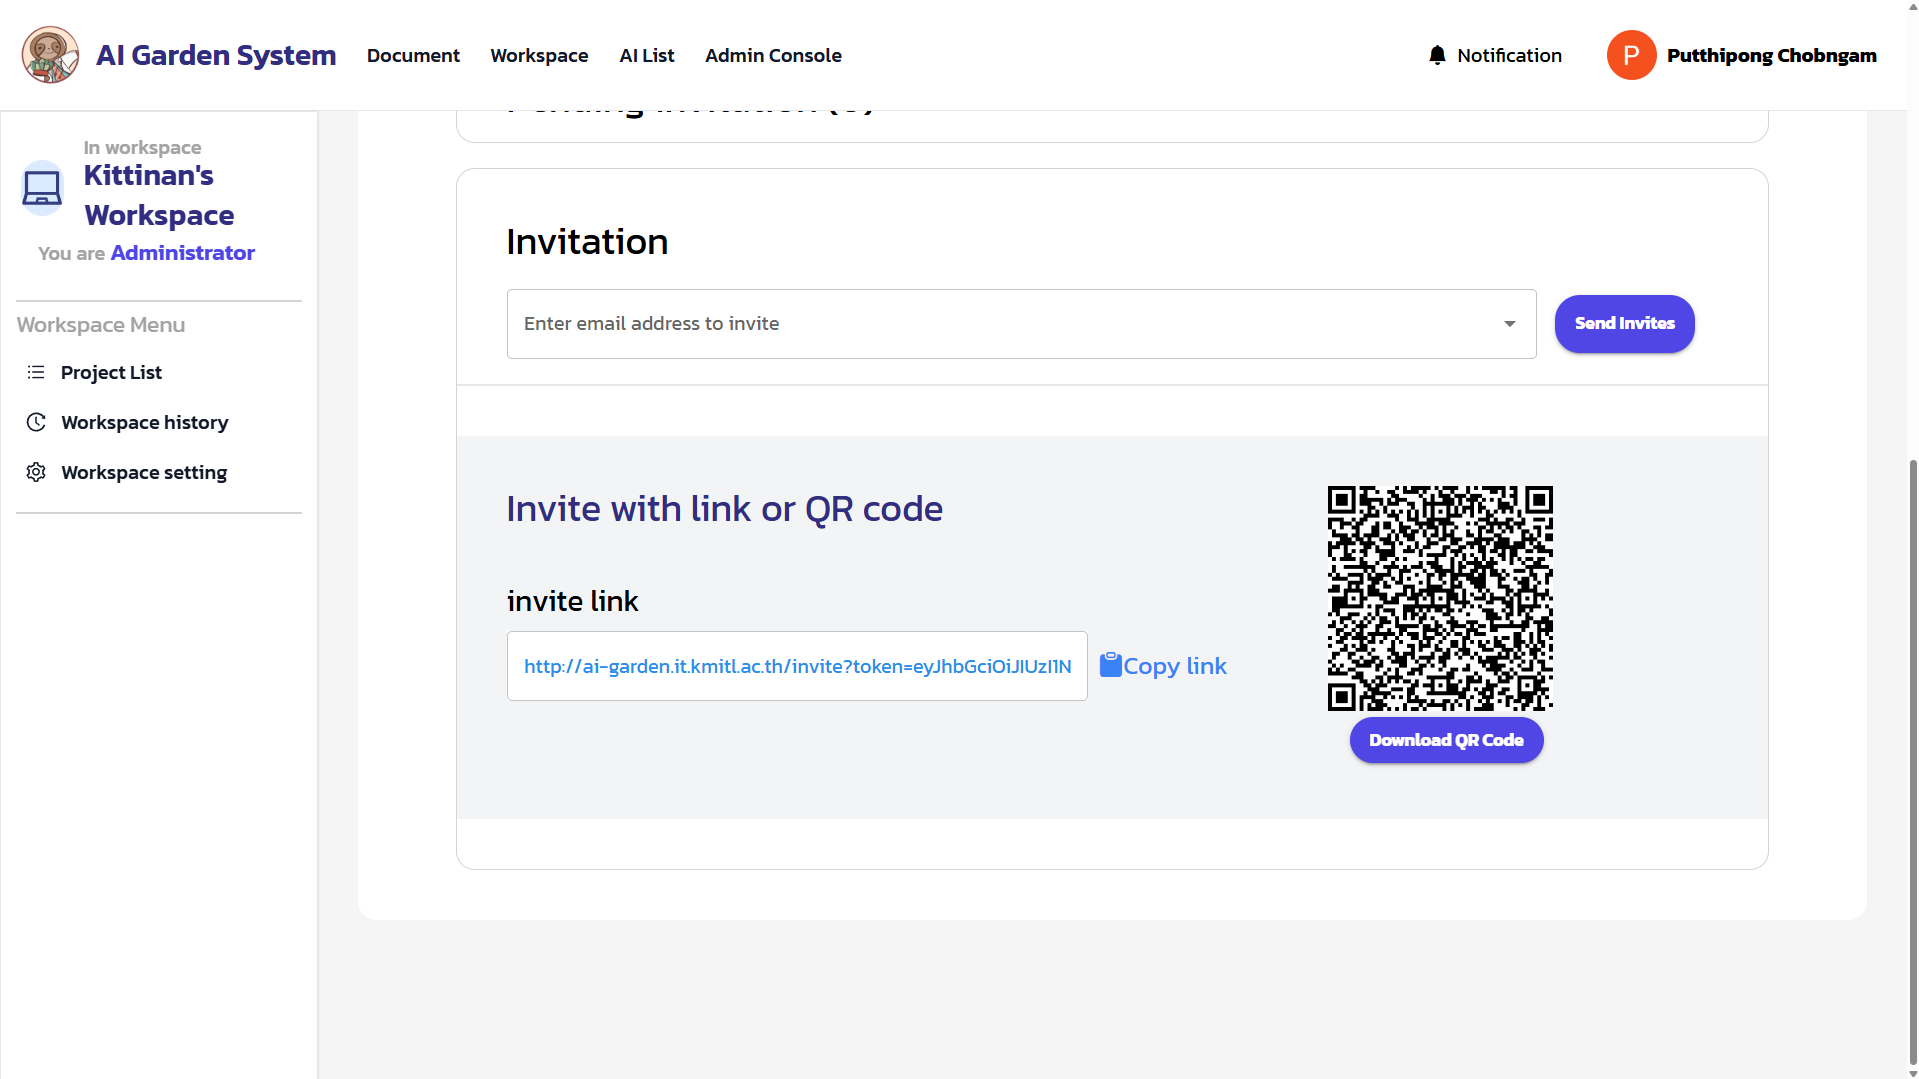 AI Garden System
Document
Workspace
AI List
Admin Console
Notification
P
Putthipong Chobngam
In workspace
Kittinan's
Workspace
You are Administrator
Workspace Menu
Project List
Workspace history
Workspace setting
Invitation
Enter email address to invite
Send Invites
Invite with link or QR code
invite link
http://ai-garden.it.kmitl.ac.th/invite?token=eyJhbGciOiJIUzI1N
Copy link
Download QR Code